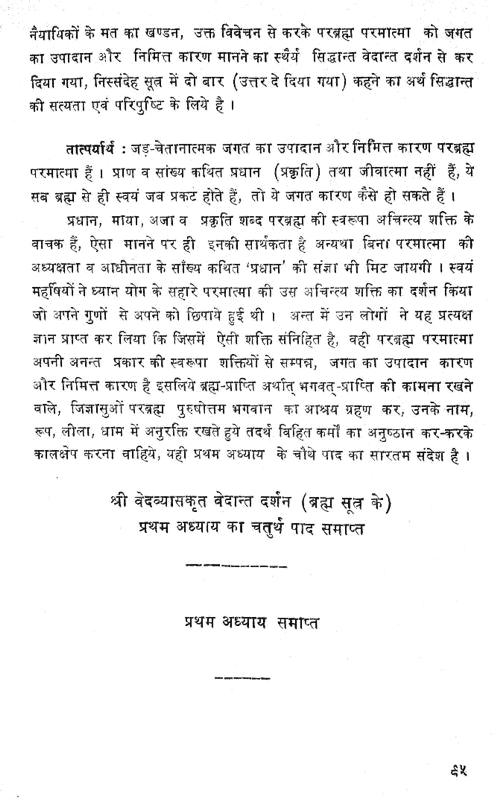 नैयायिकों के मत का खण्डन, उक्त विवेचन से करके परब्रह्म परमात्मा को जगत
का उपादान और निमित्त कारण मानने का स्थैर्य सिद्धान्त वेदान्त दर्शन से कर
दिया गया, निस्संदेह सूत्र में दो बार (उत्तर दे दिया गया) कहने का अर्थ सिद्धान्त
की सत्यता एवं परिपुष्टि के लिये है ।
तात्पर्यार्थ : जड़-चेतानात्मक जगत का उपादान और निमित्त कारण परब्रह्म
परमात्मा हैं । प्राण व सांख्य कथित प्रधान (प्रकृति) तथा जीवात्मा नहीं हैं, ये
सब ब्रह्म से ही स्वयं जब प्रकट होते हैं, तो ये जगत कारण कैसे हो सकते हैं ।
प्रधान, माया, अजा व प्रकृति शब्द परब्रह्म की स्वरूपा अचिन्त्य शक्ति के
वाचक हैं, ऐसा मानने पर ही इनकी सार्थकता है अन्यथा बिना परमात्मा की
अध्यक्षता व आधीनता के साँख्य कथित 'प्रधान' की संज्ञा भी मिट जायगी । स्वयं
महर्षियों ने ध्यान योग के सहारे परमात्मा की उस अचिन्त्य शक्ति का दर्शन किया
जो अपने गुणों से अपने को छिपाये हुई थी । अन्त में उन लोगों ने यह प्रत्यक्ष
ज्ञान प्राप्त कर लिया कि जिसमें ऐसी शक्ति संनिहित है, वही परब्रह्म परमात्मा
अपनी अनन्त प्रकार की स्वरूपा शक्तियों से सम्पन्न, जगत का उपादान कारण
और निमित्त कारण है इसलिये ब्रह्म-प्राप्ति अर्थात् भगवत्-प्राप्ति की कामना रखने
वाले, जिज्ञासुओं परब्रह्म पुरुषोत्तम भगवान का आश्रय ग्रहण कर, उनके नाम,
रूप, लीला, धाम में अनुरक्ति रखते हुये तदर्थ विहित कर्मों का अनुष्ठान कर-करके
कालक्षेप करना चाहिये, यही प्रथम अध्याय के चौथे पाद का सारतम संदेश है ।
श्री वेदव्यासकृत वेदान्त दर्शन (ब्रह्म सूत्र के)
प्रथम अध्याय का चतुर्थ पाद समाप्त
प्रथम अध्याय समाप्त
९५